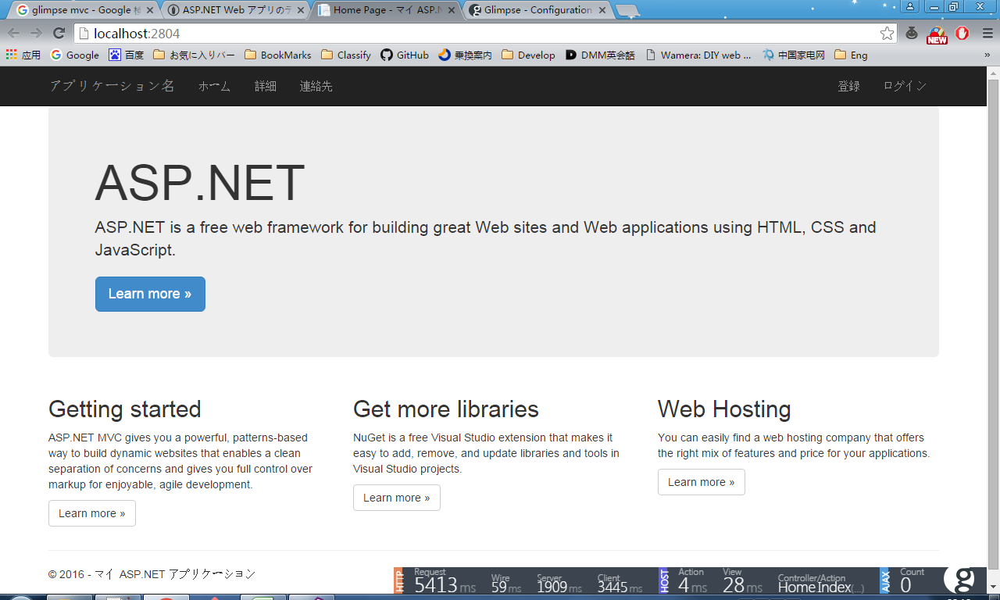 glimpse mvc - Google
ASP.NET Web アプリの
Home Page - マイ ASP.N
Glimpse - Configuration
localhost:2804
NEW
应用
Google
百度
お気に入りバー
BookMarks
Classify
GitHub
乗換案内
Develop
DMM英会話
Wamera: DIY web ...
中国家电网
Eng
»
アプリケーション名
ホーム
詳細
連絡先
登録
ログイン
ASP.NET
ASP.NET is a free web framework for building great Web sites and Web applications using HTML, CSS and
JavaScript.
Learn more »
Getting started
ASP.NET MVC gives you a powerful, patterns-based
way to build dynamic websites that enables a clean
separation of concerns and gives you full control over
markup for enjoyable, agile development.
Learn more »
Get more libraries
NuGet is a free Visual Studio extension that makes it
easy to add, remove, and update libraries and tools in
Visual Studio projects.
Learn more »
Web Hosting
You can easily find a web hosting company that offers
the right mix of features and price for your applications.
Learn more »
© 2016 - マイ ASP.NET アプリケーション
HTTP
Request
5413 ms
Wire
59 ms
Server
1909 ms
Client
3445 ms
HOST
Action
4 ms
View
28 ms
Controller/Action
Home.Index(...)
AJAX
Count
0
g